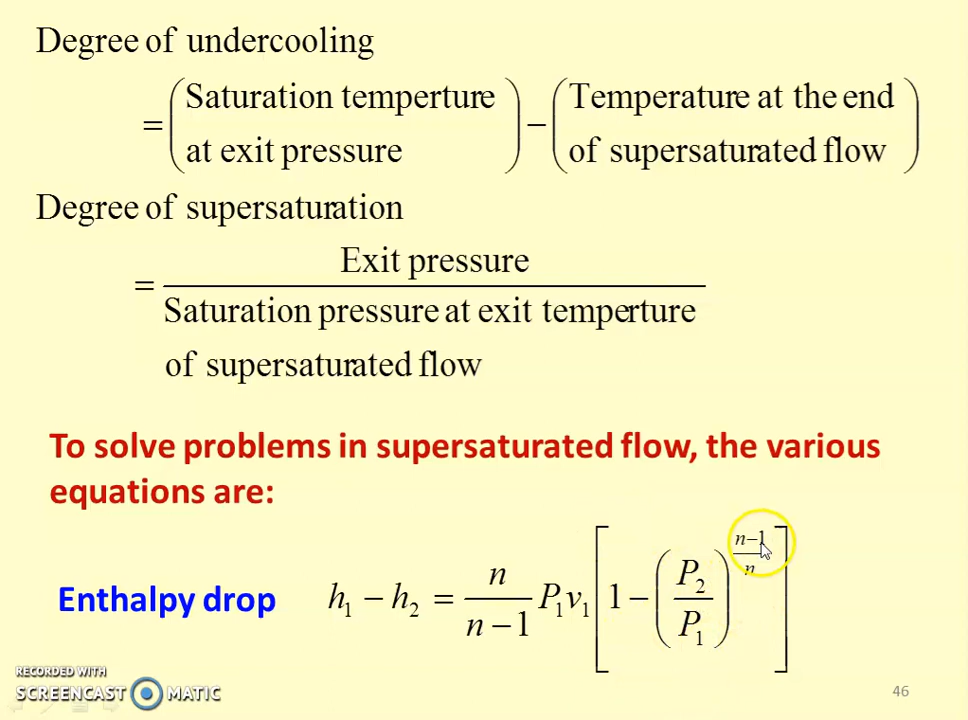 Degree of undercooling
= (Saturation temperture at exit pressure) − (Temperature at the end of supersaturated flow)
Degree of supersaturation
= Exit pressure / Saturation pressure at exit temperture of supersaturated flow
To solve problems in supersaturated flow, the various
equations are:
Enthalpy drop h₁ − h₂ = n/(n−1) P₁v₁ [1 − (P₂/P₁)^((n−1)/n)]
RECORDED WITH
SCREENCAST MATIC
46